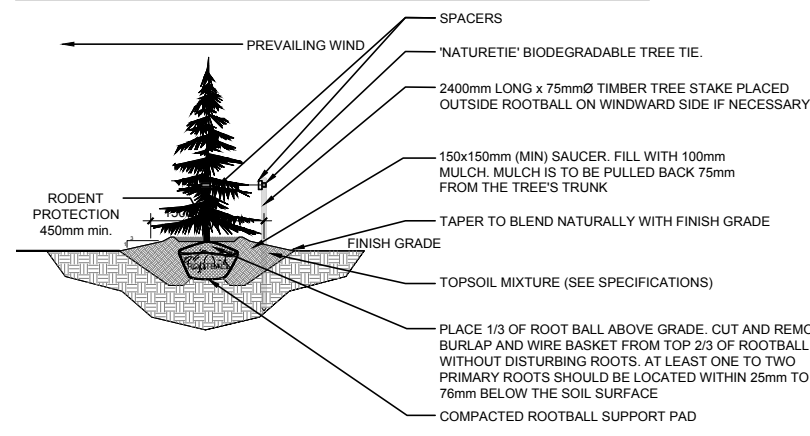 SPACERS
PREVAILING WIND
'NATURETIE' BIODEGRADABLE TREE TIE.
2400mm LONG x 75mmØ TIMBER TREE STAKE PLACED
OUTSIDE ROOTBALL ON WINDWARD SIDE IF NECESSARY
150x150mm (MIN) SAUCER. FILL WITH 100mm
MULCH. MULCH IS TO BE PULLED BACK 75mm
FROM THE TREE'S TRUNK
RODENT
PROTECTION
450mm min.
TAPER TO BLEND NATURALLY WITH FINISH GRADE
FINISH GRADE
TOPSOIL MIXTURE (SEE SPECIFICATIONS)
PLACE 1/3 OF ROOT BALL ABOVE GRADE. CUT AND REMO
BURLAP AND WIRE BASKET FROM TOP 2/3 OF ROOTBALL
WITHOUT DISTURBING ROOTS. AT LEAST ONE TO TWO
PRIMARY ROOTS SHOULD BE LOCATED WITHIN 25mm TO
76mm BELOW THE SOIL SURFACE
COMPACTED ROOTBALL SUPPORT PAD